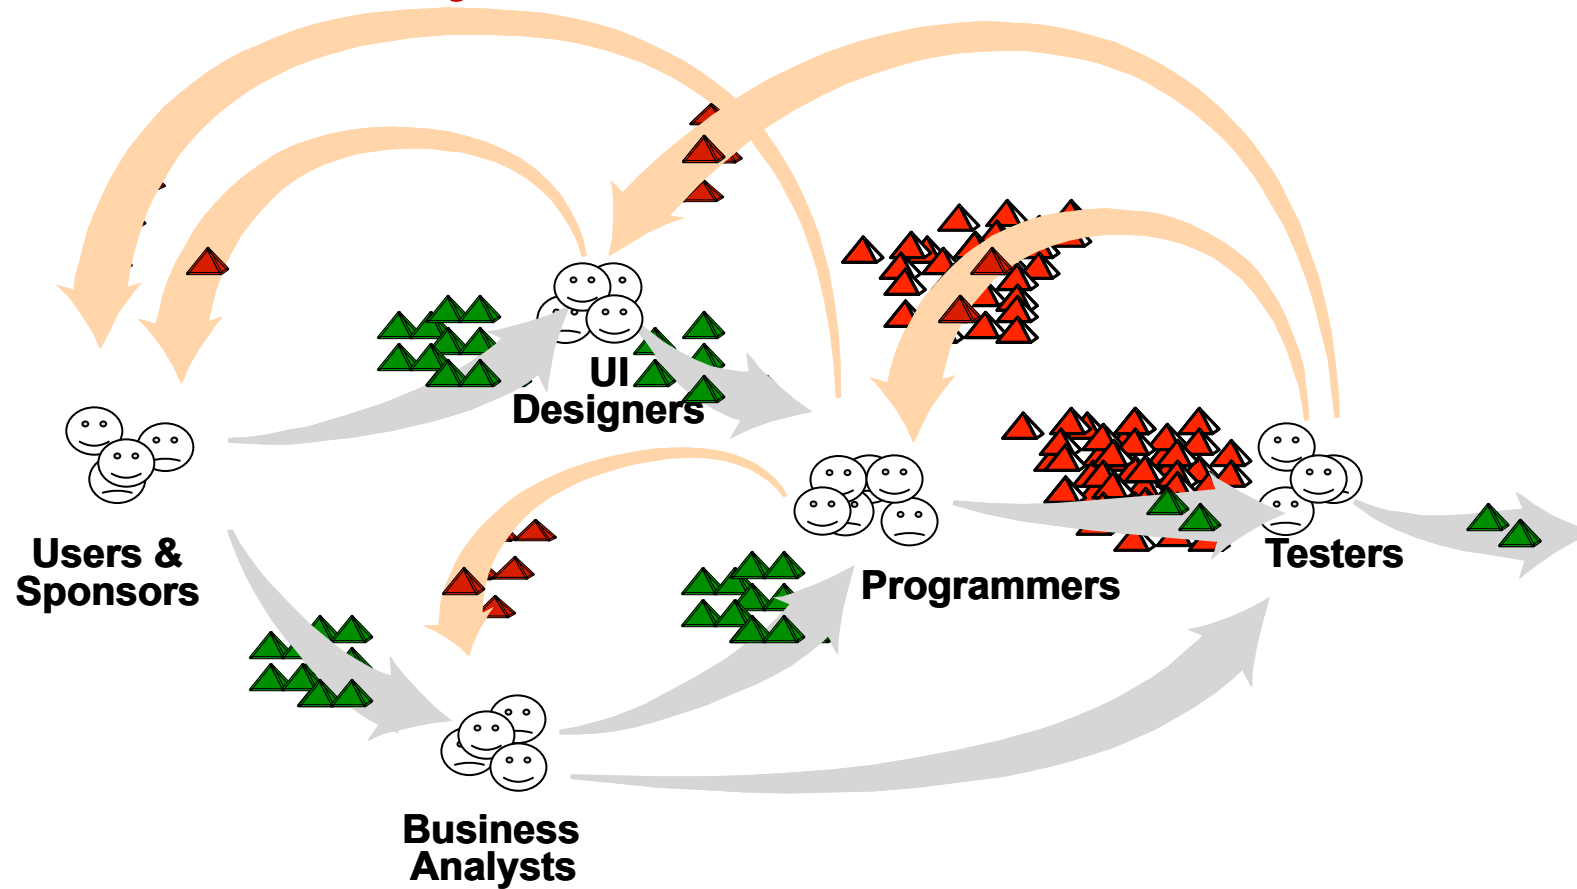 UI
Designers
Users &
Sponsors
Programmers
Testers
Business
Analysts